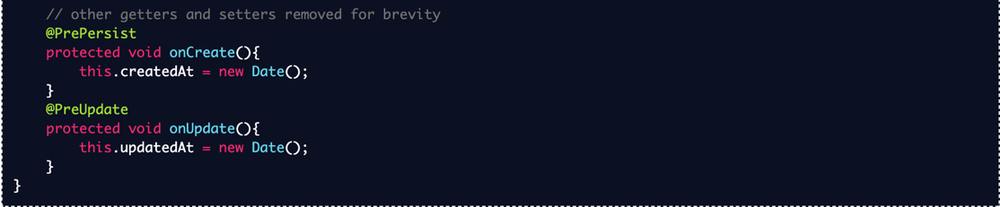 // other getters and setters removed for brevity
@PrePersist
protected void onCreate(){
this.createdAt = new Date();
}
@PreUpdate
protected void onUpdate(){
this.updatedAt = new Date();
}
}